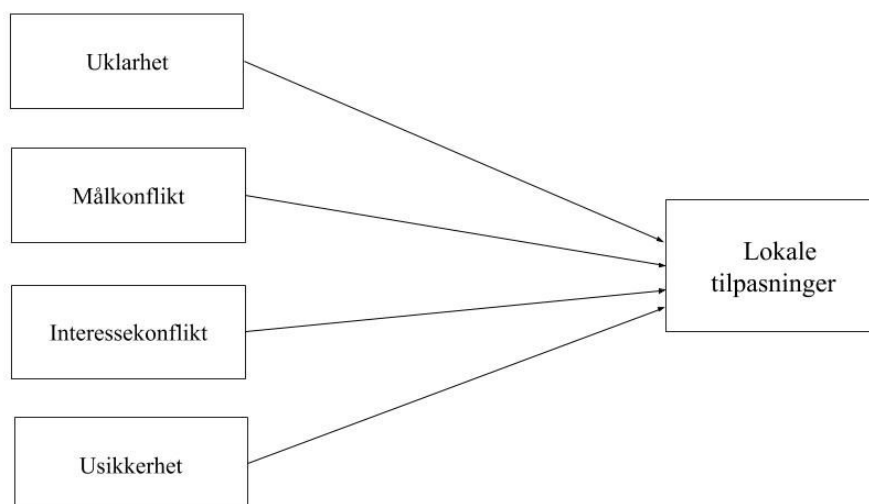 Uklarhet
Målkonflikt
Interessekonflikt
Usikkerhet
Lokale
tilpasninger